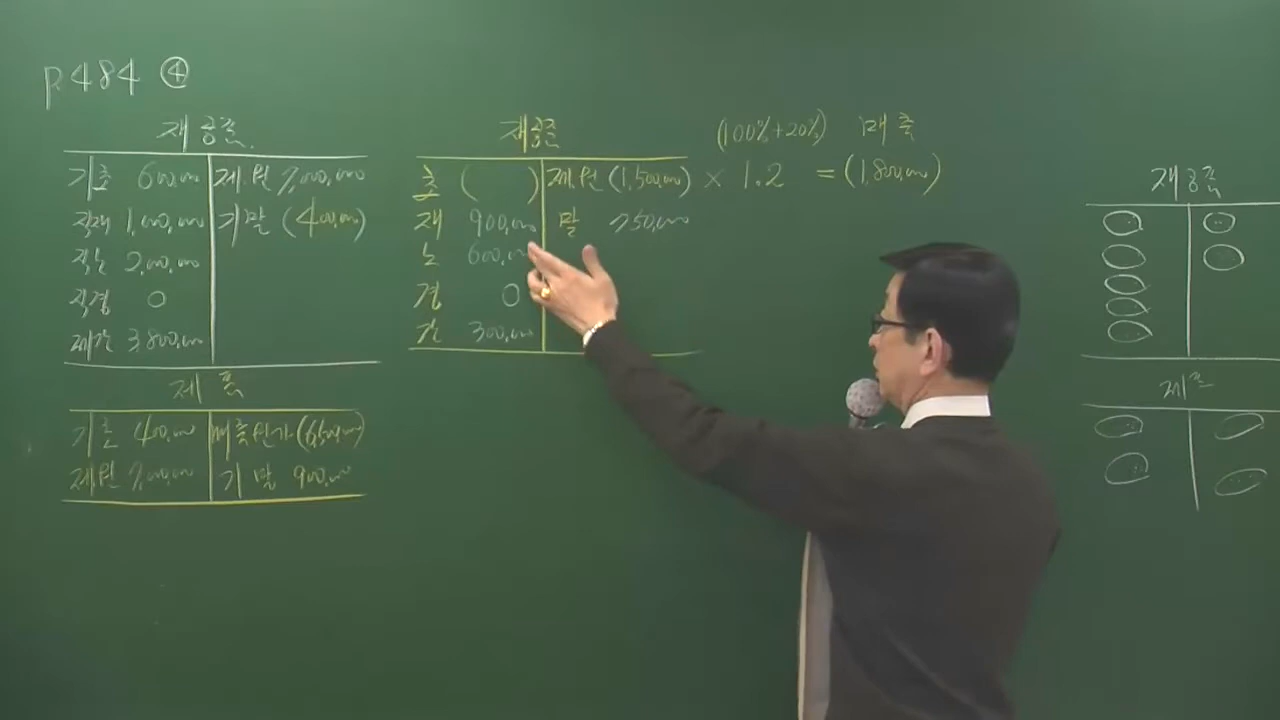 P.484 ④
재공품
기초 600,000 제.원 7,000,000
직재 1,000,000 기말 (400,000)
직노 2,000,000
직경 0
제간 3,800,000
제 품
기초 400,000 매출원가 (6,500,000)
제.원 7,000,000 기말 900,000
재공품
초 ( ) 제.원 (1,500,000) × 1.2 = (1,800,000)
(100%+20%) 매출
재 900,000 말 750,000
노 600,000
경 0
간 300,000
재공품
제품